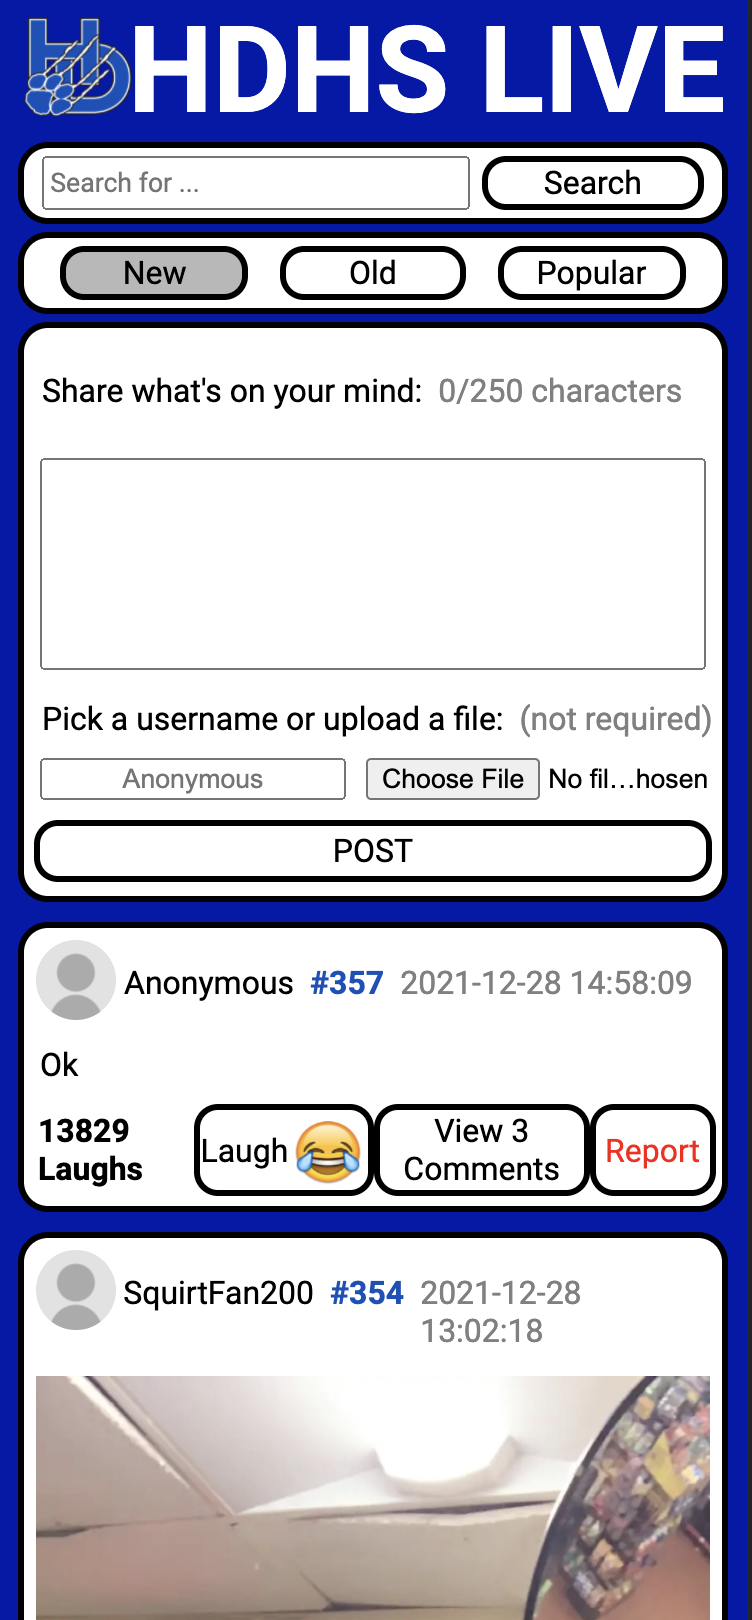 HD HDHS LIVE
Search for ... Search
New Old Popular
Share what's on your mind: 0/250 characters
Pick a username or upload a file: (not required)
Anonymous Choose File No fil...hosen
POST
Anonymous #357 2021-12-28 14:58:09
Ok
13829 Laughs
Laugh
View 3 Comments
Report
SquirtFan200 #354 2021-12-28
13:02:18